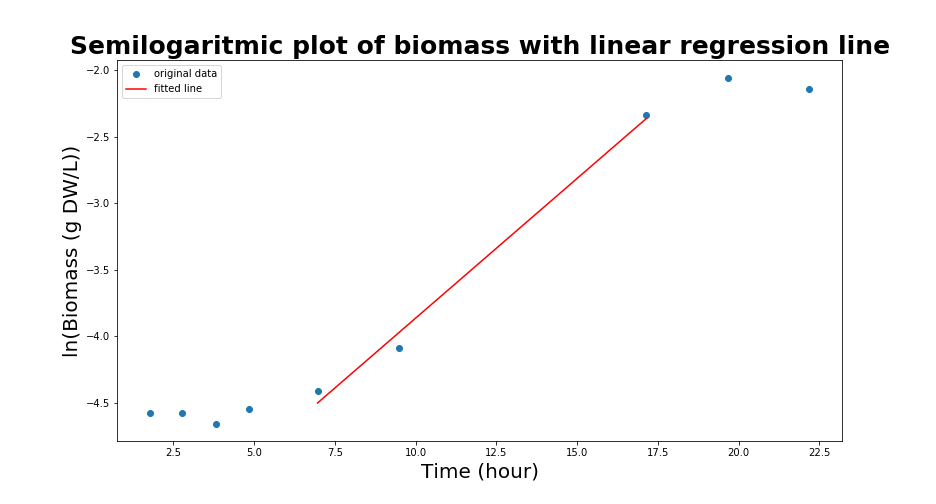 Semilogaritmic plot of biomass with linear regression line
original data
fitted line
−2.0
−2.5
−3.0
−3.5
−4.0
−4.5
ln(Biomass (g DW/L))
2.5 5.0 7.5 10.0 12.5 15.0 17.5 20.0 22.5
Time (hour)